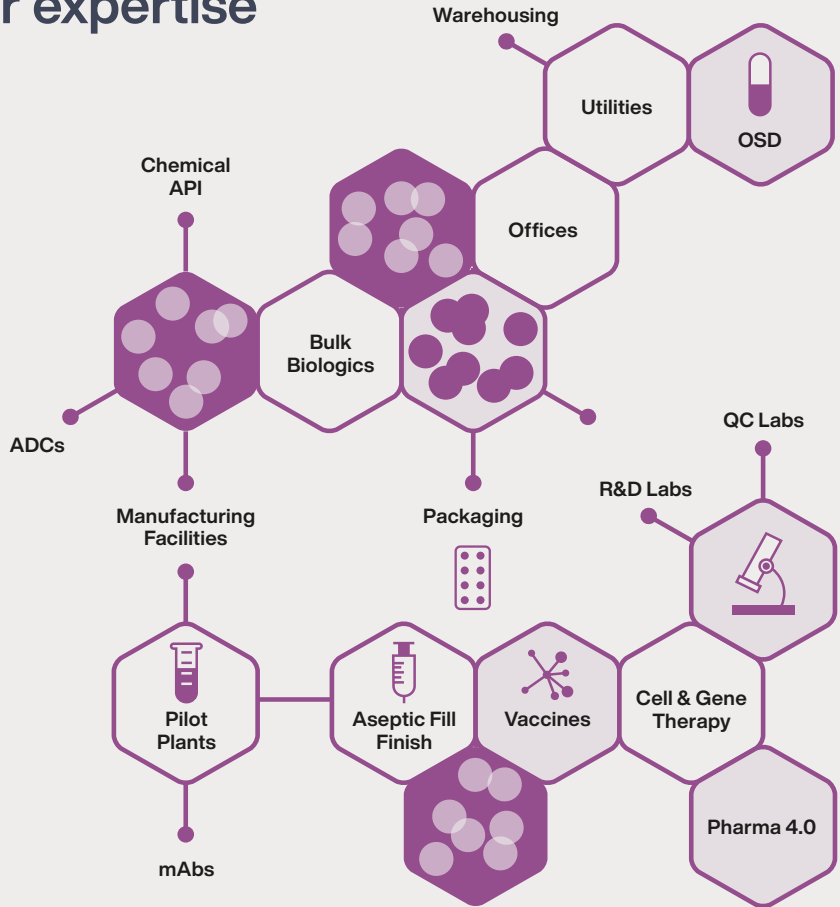 r expertise
Warehousing
Utilities
OSD
Chemical
API
Offices
Bulk
Biologics
ADCs
QC Labs
R&D Labs
Manufacturing
Facilities
Packaging
Pilot
Plants
Aseptic Fill
Finish
Vaccines
Cell & Gene
Therapy
Pharma 4.0
mAbs